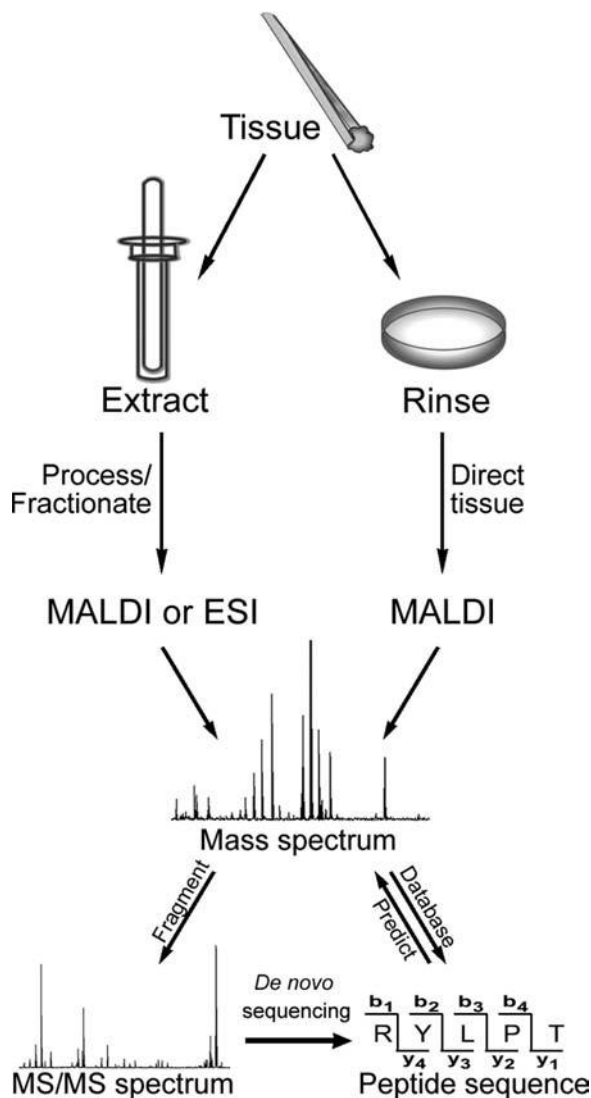 Tissue
Extract
Rinse
Process/
Fractionate
Direct
tissue
MALDI or ESI
MALDI
Mass spectrum
Fragment
Database
Predict
De novo
sequencing
b1 b2 b3 b4
R Y L P T
y4 y3 y2 y1
MS/MS spectrum
Peptide sequence